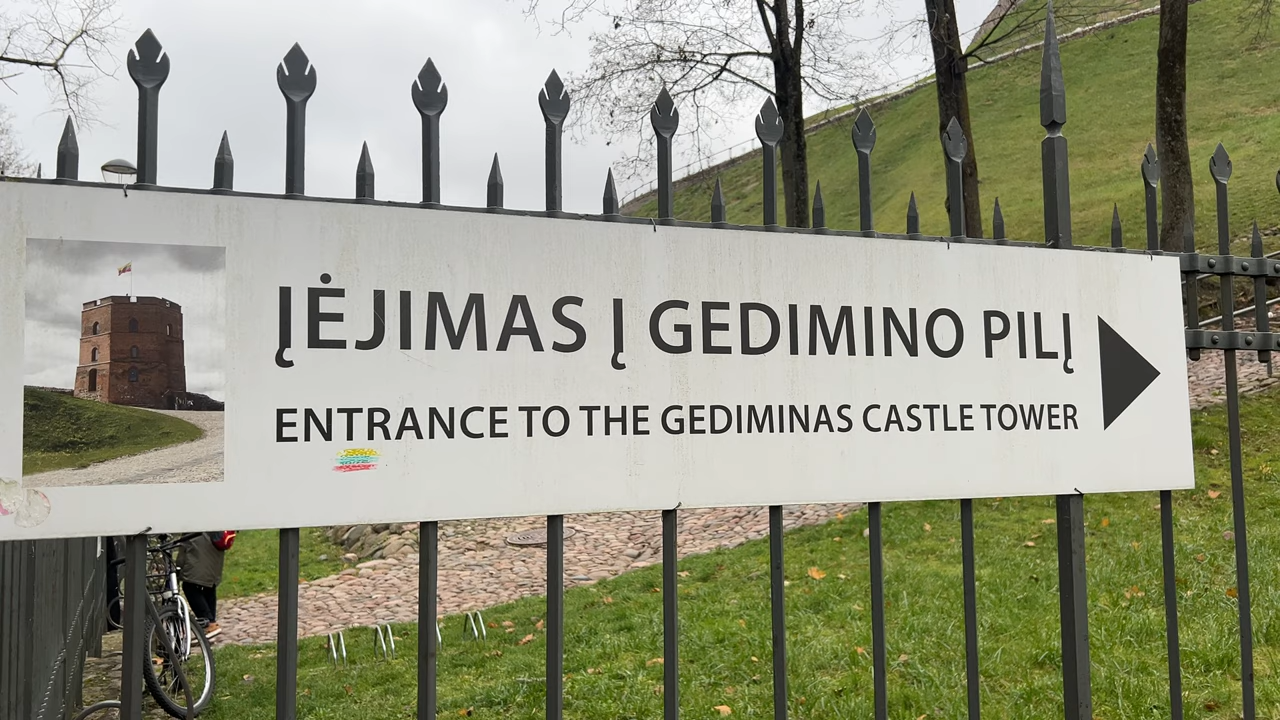 ĮĖJIMAS Į GEDIMINO PILĮ
ENTRANCE TO THE GEDIMINAS CASTLE TOWER